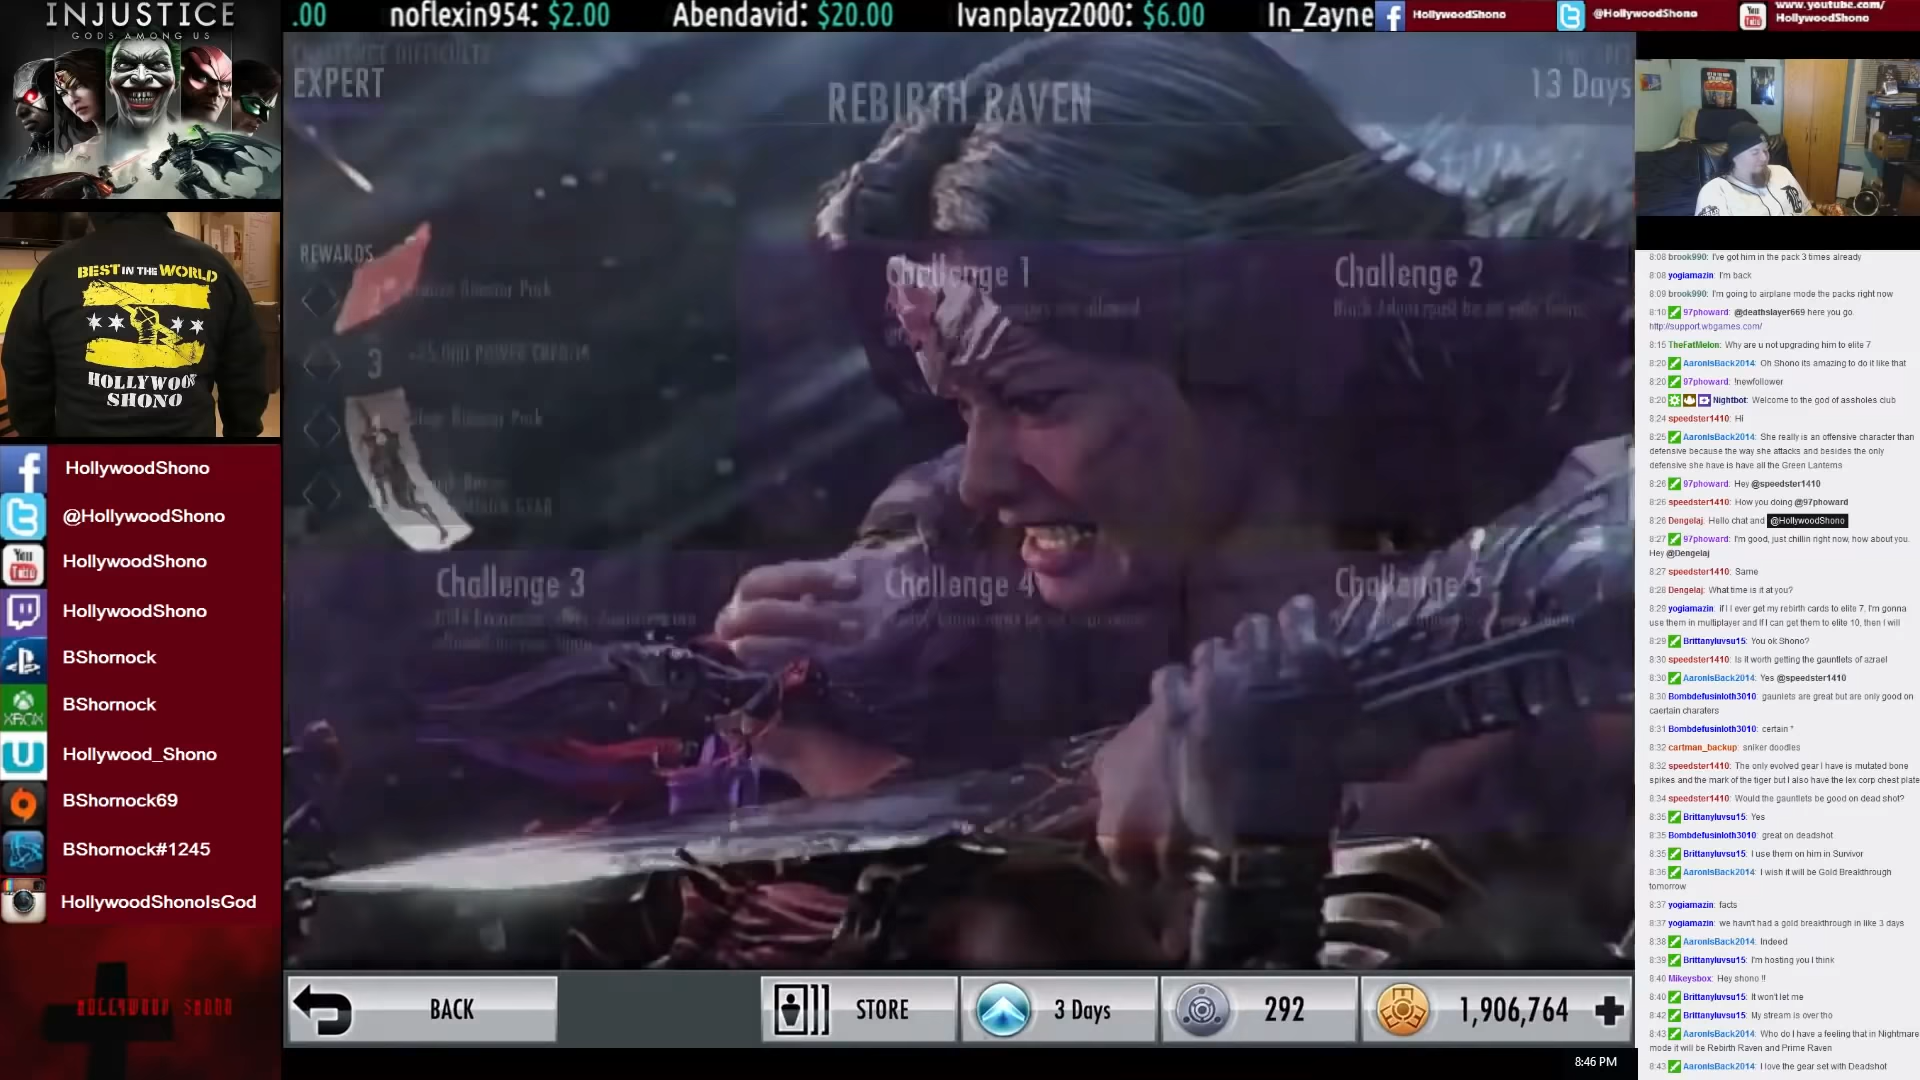 INJUSTICE
GODS AMONG US
.00 noflexin954: $2.00 Abendavid: $20.00 Ivanplayz2000: $6.00 In_Zayne
HollywoodShono
@HollywoodShono
www.youtube.com/
HollywoodShono
EXPERT
REBIRTH RAVEN
13 Days
REWARDS
Challenge 1
Challenge 2
3
Challenge 3
Challenge 4
BEST IN THE WORLD
HOLLYWOOD
SHONO
HollywoodShono
@HollywoodShono
HollywoodShono
HollywoodShono
BShornock
BShornock
Hollywood_Shono
BShornock69
BShornock#1245
HollywoodShonoIsGod
HOLLYWOOD SHONO
BACK
STORE
3 Days
292
1,906,764
8:46 PM
8:08 brook990: I've got him in the pack 3 times already
8:08 yogiamazin: I'm back
8:09 brook990: I'm going to airplane mode the packs right now
8:10 97phoward: @deathslayer669 here you go
http://support.wbgames.com/
8:15 TheFatMelon: Why are u not upgrading him to elite 7
8:20 AaronIsBack2014: Oh Shono its amazing to do it like that
8:20 97phoward: !newfollower
8:20 Nightbot: Welcome to the god of assholes club
8:24 speedster1410: Hi
8:25 AaronIsBack2014: She really is an offensive character than
defensive because the way she attacks and besides the only
defensive she have is have all the Green Lanterns
8:26 97phoward: Hey @speedster1410
8:26 speedster1410: How you doing @97phoward
8:26 Dengelaj: Hello chat and @HollywoodShono
8:27 97phoward: I'm good, just chillin right now, how about you.
Hey @Dengelaj
8:27 speedster1410: Same
8:28 Dengelaj: What time is it at you?
8:29 yogiamazin: if I I ever get my rebirth cards to elite 7, I'm gonna
use them in multiplayer and If I can get them to elite 10, then I will
8:29 Brittanyluvsu15: You ok Shono?
8:30 speedster1410: Is it worth getting the gauntlets of azrael
8:30 AaronIsBack2014: Yes @speedster1410
8:30 Bombdefusinloth3010: gaunlets are great but are only good on
caertain charaters
8:31 Bombdefusinloth3010: certain *
8:32 cartman_backup: sniker doodles
8:32 speedster1410: The only evolved gear I have is mutated bone
spikes and the mark of the tiger but I also have the lex corp chest plate
8:34 speedster1410: Would the gauntlets be good on dead shot?
8:35 Brittanyluvsu15: Yes
8:35 Bombdefusinloth3010: great on deadshot
8:35 Brittanyluvsu15: I use them on him in Survivor
8:36 AaronIsBack2014: I wish it will be Gold Breakthrough
tomorrow
8:37 yogiamazin: facts
8:37 yogiamazin: we havn't had a gold breakthrough in like 3 days
8:38 AaronIsBack2014: Indeed
8:39 Brittanyluvsu15: I'm hosting you I think
8:40 Mikeysbox: Hey shono !!
8:40 Brittanyluvsu15: It won't let me
8:42 Brittanyluvsu15: My stream is over tho
8:43 AaronIsBack2014: Who do I have a feeling that in Nightmare
mode it will be Rebirth Raven and Prime Raven
8:43 AaronIsBack2014: I love the gear set with Deadshot